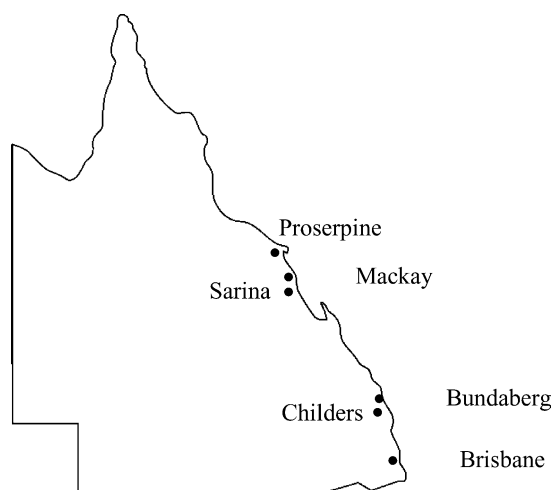 Proserpine
Mackay
Sarina
Bundaberg
Childers
Brisbane